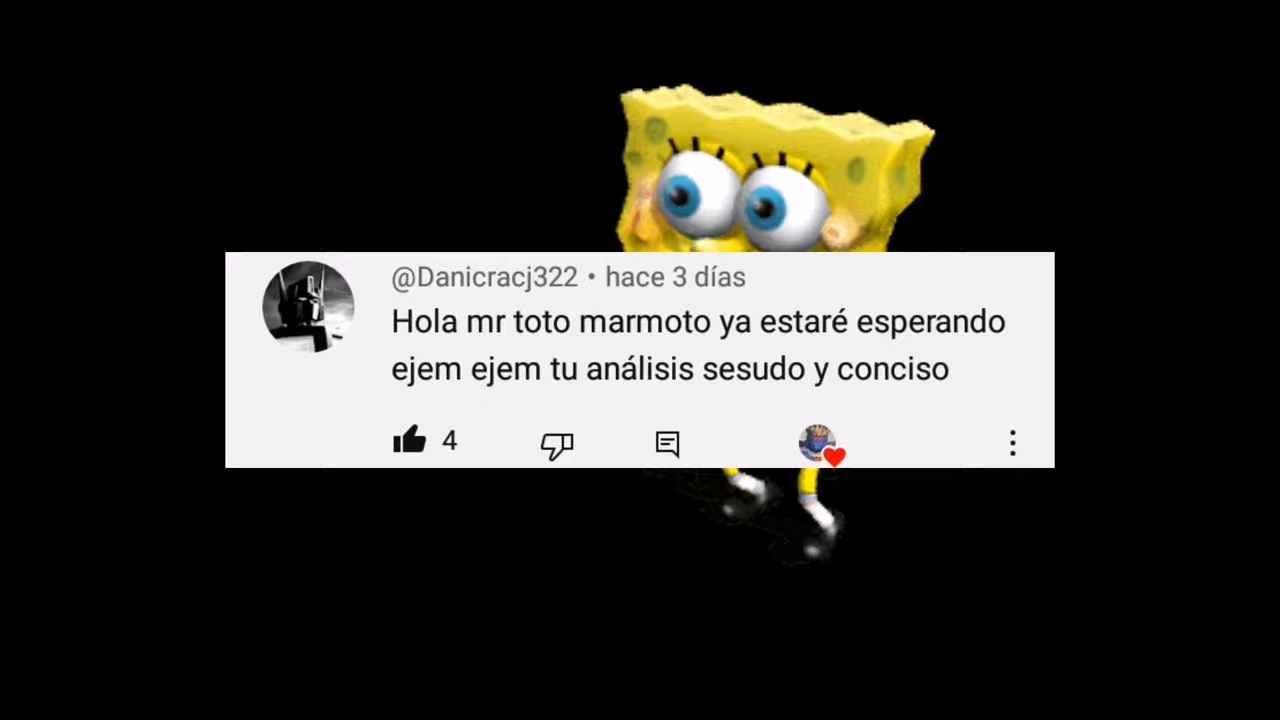 @Danicracj322 • hace 3 días
Hola mr toto marmoto ya estaré esperando
ejem ejem tu análisis sesudo y conciso
4